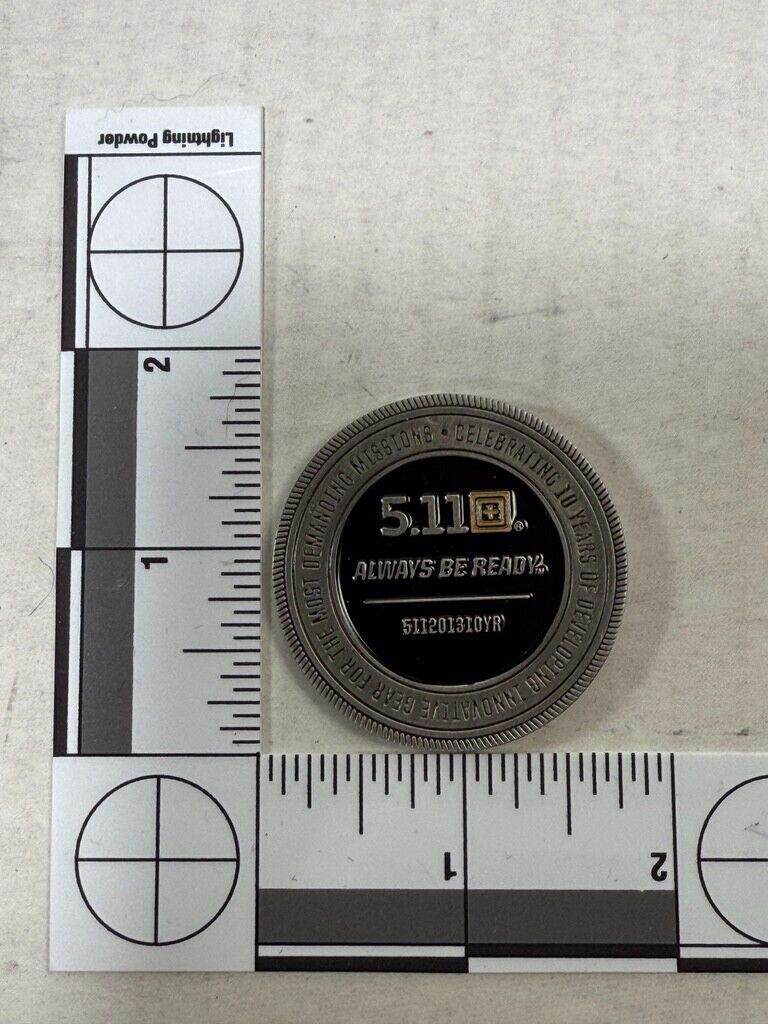 Lightning Powder
2
1
CELEBRATING 10 YEARS OF DEVELOPING INNOVATIVE GEAR FOR THE MOST DEMANDING MISSIONS •
5.11®
ALWAYS BE READY™
511201310YR
1
2